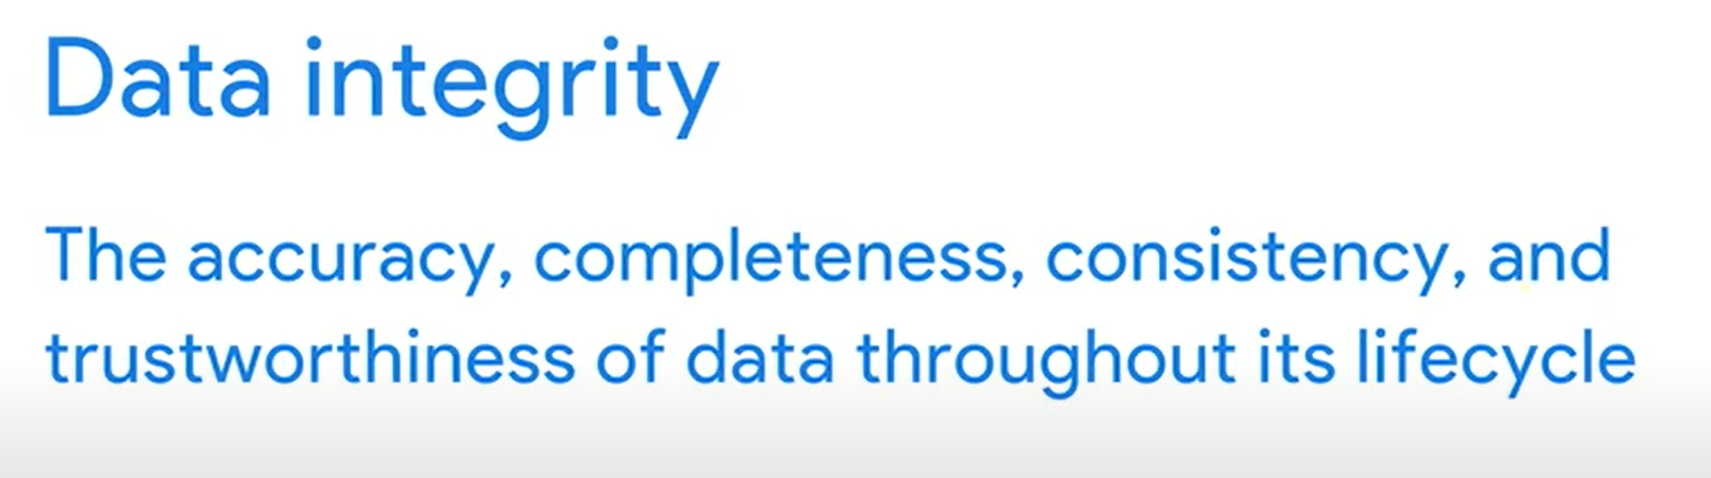 Data integrity
The accuracy, completeness, consistency, and
trustworthiness of data throughout its lifecycle